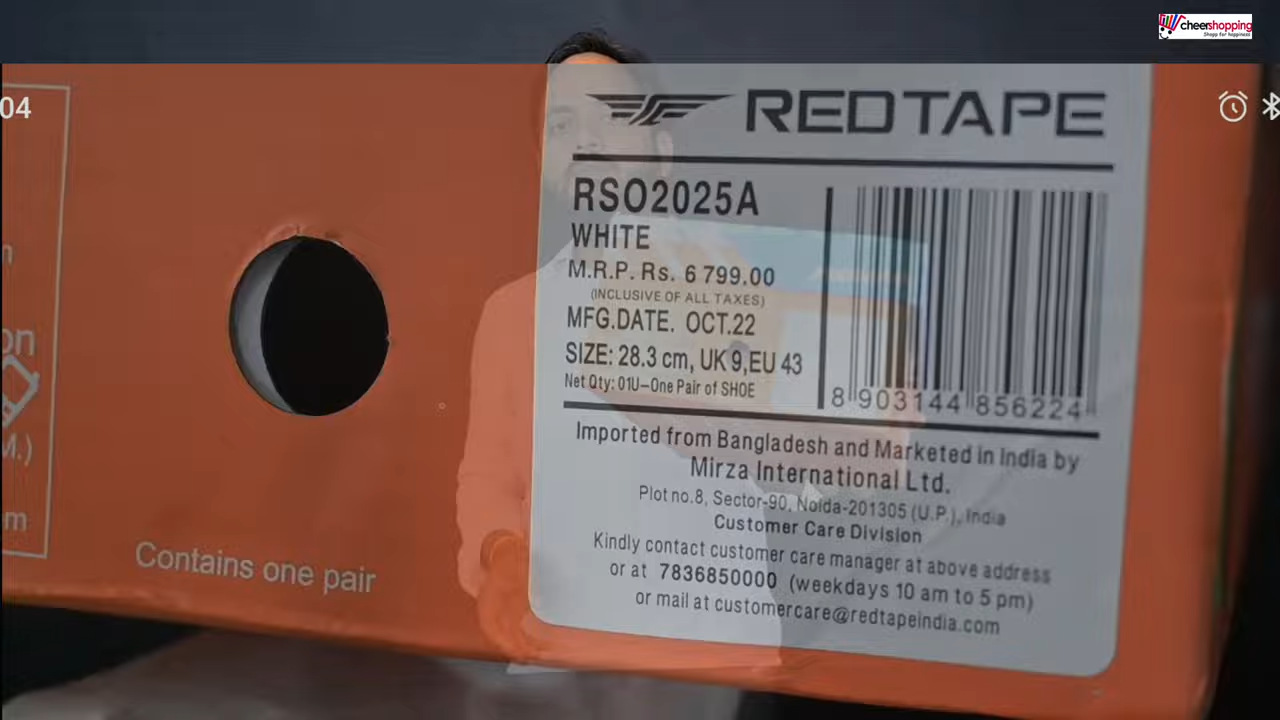 cheershopping
Shopp for happiness
04
REDTAPE
RSO2025A
WHITE
M.R.P. Rs. 6 799.00
(INCLUSIVE OF ALL TAXES)
MFG.DATE. OCT.22
SIZE: 28.3 cm, UK 9,EU 43
Net Qty: 01U–One Pair of SHOE
8 903144 856224
Imported from Bangladesh and Marketed in India by
Mirza International Ltd.
Plot no.8, Sector-90, Noida-201305 (U.P.), India
Customer Care Division
Kindly contact customer care manager at above address
or at 7836850000 (weekdays 10 am to 5 pm)
or mail at customercare@redtapeindia.com
Contains one pair